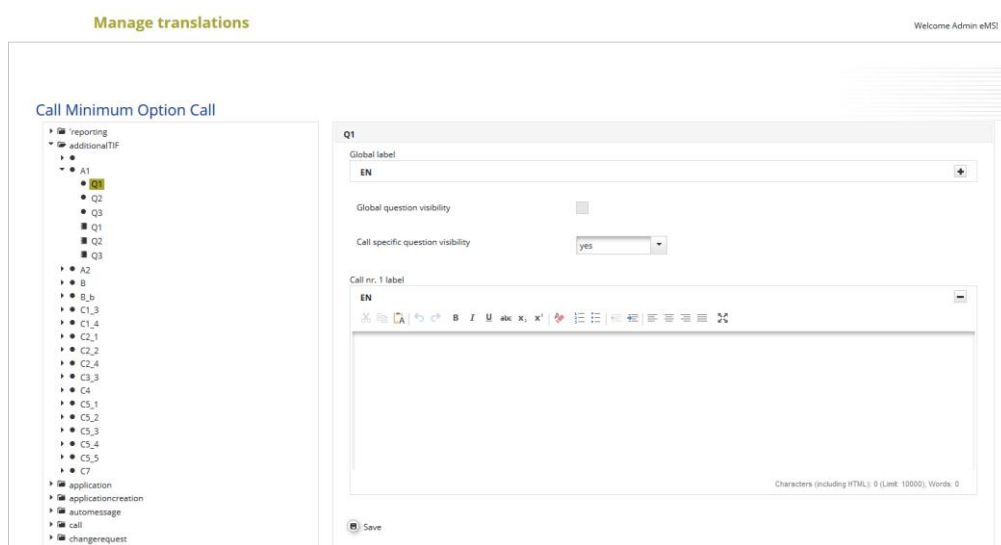 Manage translations
Welcome Admin eMS!
Call Minimum Option Call
'reporting
additionalTIF
A1
Q1
Q2
Q3
Q1
Q2
Q3
A2
B
B_b
C1_3
C1_4
C2_1
C2_2
C2_4
C3_3
C4
C5_1
C5_2
C5_3
C5_4
C5_5
C7
application
applicationcreation
automessage
call
changerequest
Q1
Global label
EN
Global question visibility
Call specific question visibility
yes
Call nr. 1 label
EN
B I U abc x, x'
Characters (including HTML): 0 (Limit: 10000), Words: 0
Save